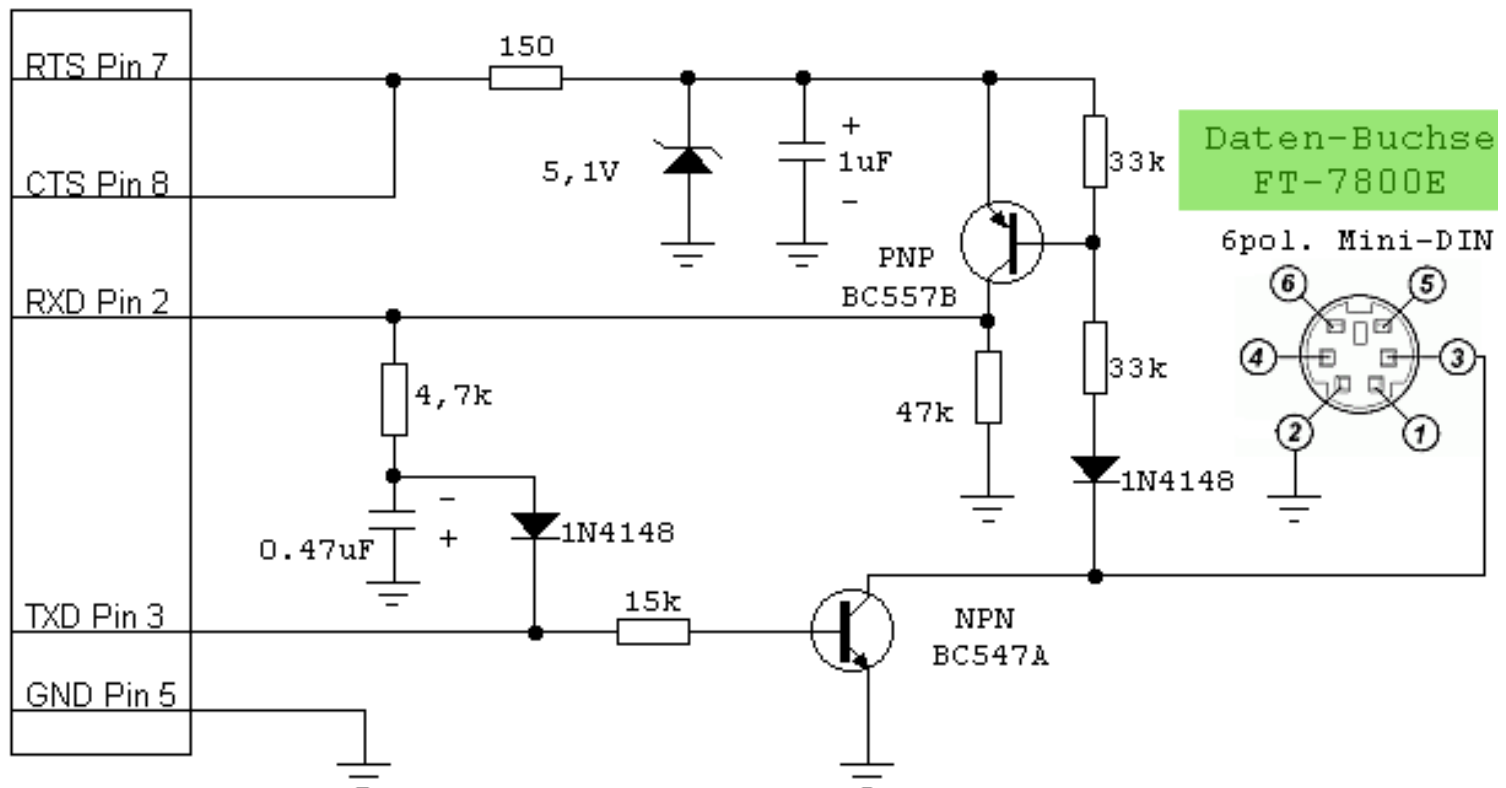 RTS Pin 7
150
CTS Pin 8
5,1V
+
1uF
-
33k
Daten-Buchse
FT-7800E
6pol. Mini-DIN
PNP
BC557B
RXD Pin 2
6
5
4
3
2
1
4,7k
47k
33k
1N4148
-
+
0.47uF
1N4148
TXD Pin 3
15k
NPN
BC547A
GND Pin 5